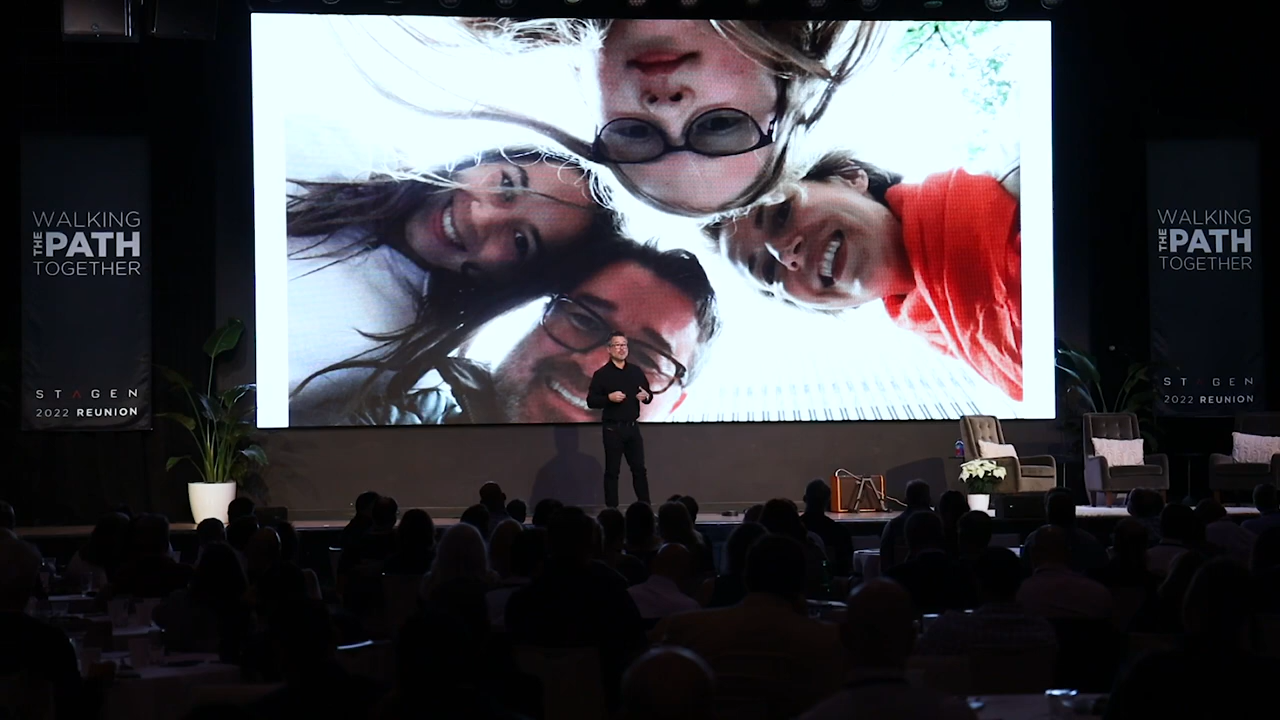 WALKING
THE PATH
TOGETHER
STAGEN
2022 REUNION
WALKING
THE PATH
TOGETHER
STAGEN
2022 REUNION